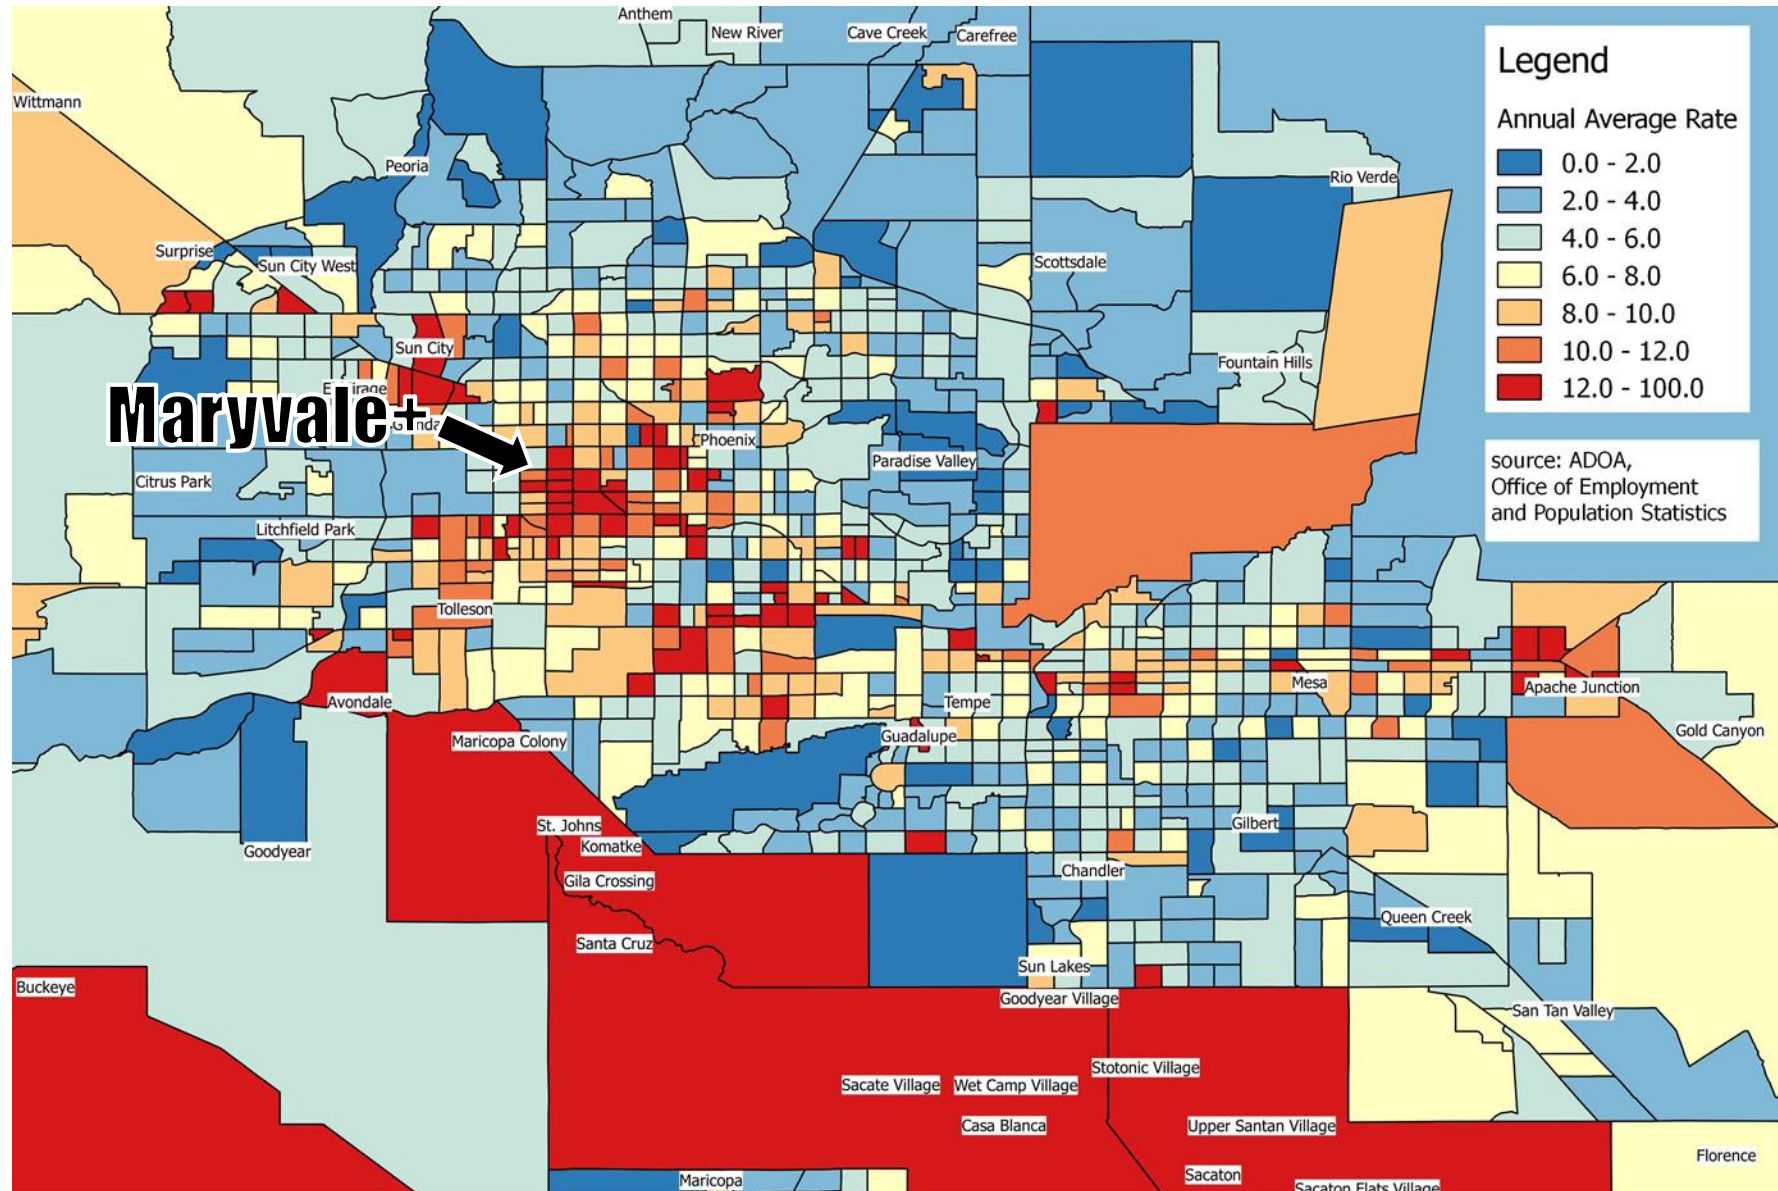 Anthem
New River
Cave Creek
Carefree
Legend
Annual Average Rate
0.0 - 2.0
2.0 - 4.0
4.0 - 6.0
6.0 - 8.0
8.0 - 10.0
10.0 - 12.0
12.0 - 100.0
source: ADOA,
Office of Employment
and Population Statistics
Wittmann
Peoria
Rio Verde
Surprise
Sun City West
Scottsdale
Sun City
Fountain Hills
Maryvale+
Phoenix
Paradise Valley
Citrus Park
Litchfield Park
Tolleson
Avondale
Tempe
Mesa
Apache Junction
Maricopa Colony
Guadalupe
Gold Canyon
St. Johns
Komatke
Goodyear
Gilbert
Gila Crossing
Chandler
Queen Creek
Santa Cruz
Sun Lakes
Buckeye
Goodyear Village
San Tan Valley
Stotonic Village
Sacate Village
Wet Camp Village
Casa Blanca
Upper Santan Village
Florence
Maricopa
Sacaton
Sacaton Flats Village